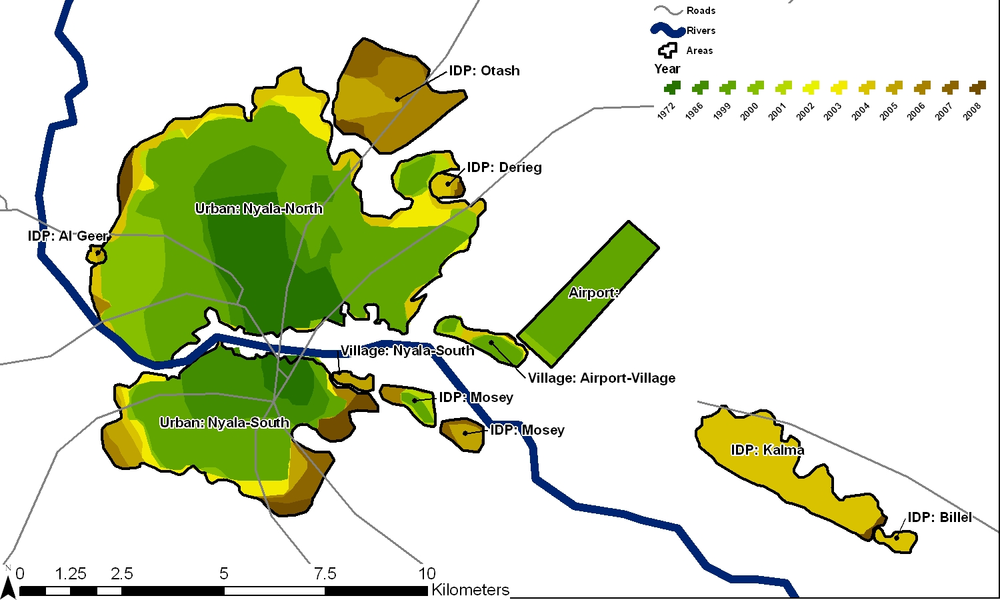 Roads
Rivers
Areas
Year
1972 1986 1999 2000 2001 2002 2003 2004 2005 2006 2007 2008
IDP: Otash
IDP: Derieg
Urban: Nyala-North
IDP: Al Geer
Airport:
Village: Nyala-South
Village: Airport-Village
IDP: Mosey
Urban: Nyala-South
IDP: Mosey
IDP: Kalma
IDP: Billel
N
0 1.25 2.5 5 7.5 10
Kilometers